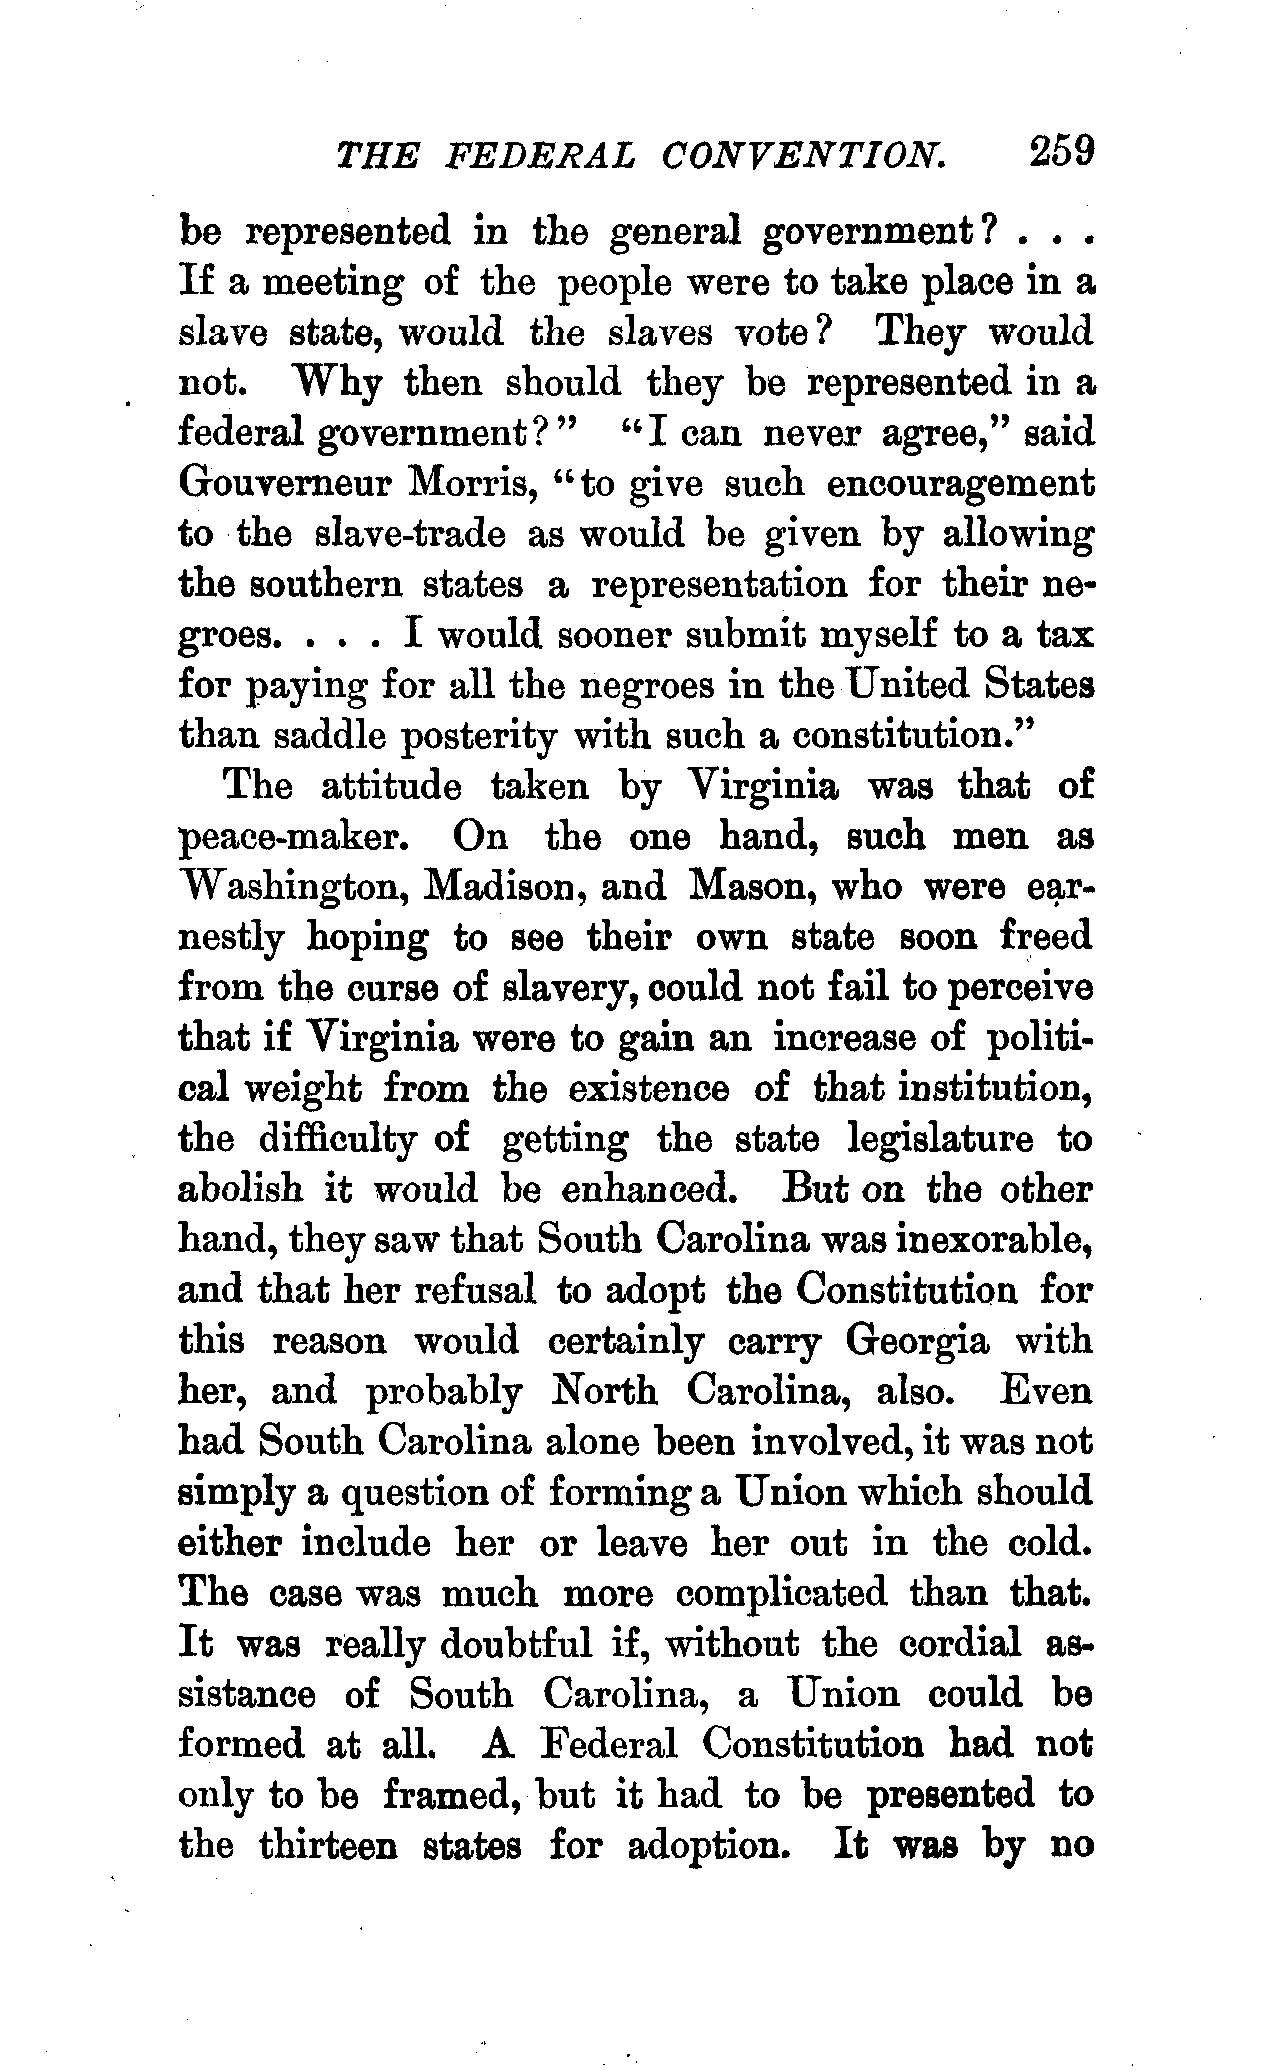 THE FEDERAL CONVENTION. 259
be represented in the general government? . . .
If a meeting of the people were to take place in a
slave state, would the slaves vote? They would
not. Why then should they be represented in a
federal government?" "I can never agree," said
Gouverneur Morris, "to give such encouragement
to the slave-trade as would be given by allowing
the southern states a representation for their ne-
groes. . . . I would sooner submit myself to a tax
for paying for all the negroes in the United States
than saddle posterity with such a constitution."
The attitude taken by Virginia was that of
peace-maker. On the one hand, such men as
Washington, Madison, and Mason, who were ear-
nestly hoping to see their own state soon freed
from the curse of slavery, could not fail to perceive
that if Virginia were to gain an increase of politi-
cal weight from the existence of that institution,
the difficulty of getting the state legislature to
abolish it would be enhanced. But on the other
hand, they saw that South Carolina was inexorable,
and that her refusal to adopt the Constitution for
this reason would certainly carry Georgia with
her, and probably North Carolina, also. Even
had South Carolina alone been involved, it was not
simply a question of forming a Union which should
either include her or leave her out in the cold.
The case was much more complicated than that.
It was really doubtful if, without the cordial as-
sistance of South Carolina, a Union could be
formed at all. A Federal Constitution had not
only to be framed, but it had to be presented to
the thirteen states for adoption. It was by no